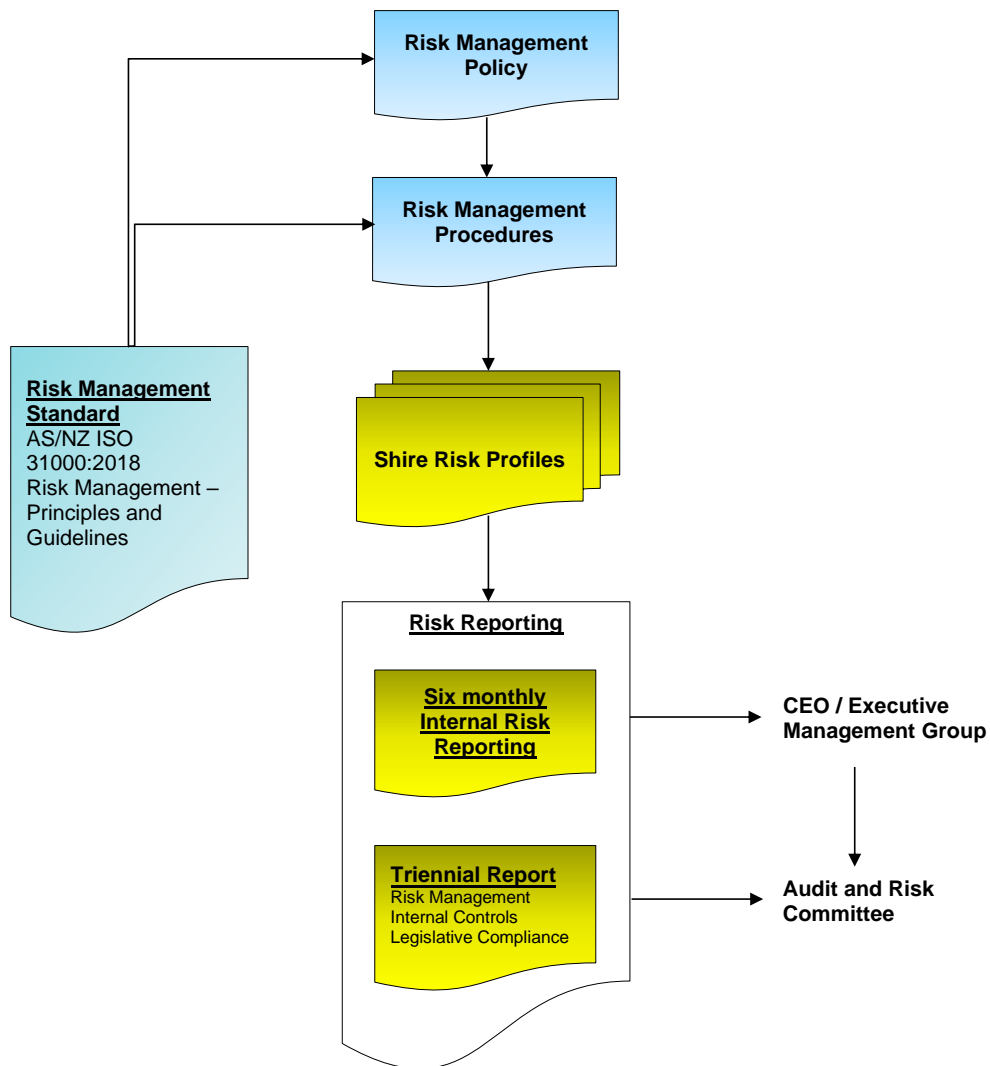 Risk Management
Policy
Risk Management
Procedures
Risk Management
Standard
AS/NZ ISO
31000:2018
Risk Management –
Principles and
Guidelines
Shire Risk Profiles
Risk Reporting
Six monthly
Internal Risk
Reporting
CEO / Executive
Management Group
Triennial Report
Risk Management
Internal Controls
Legislative Compliance
Audit and Risk
Committee